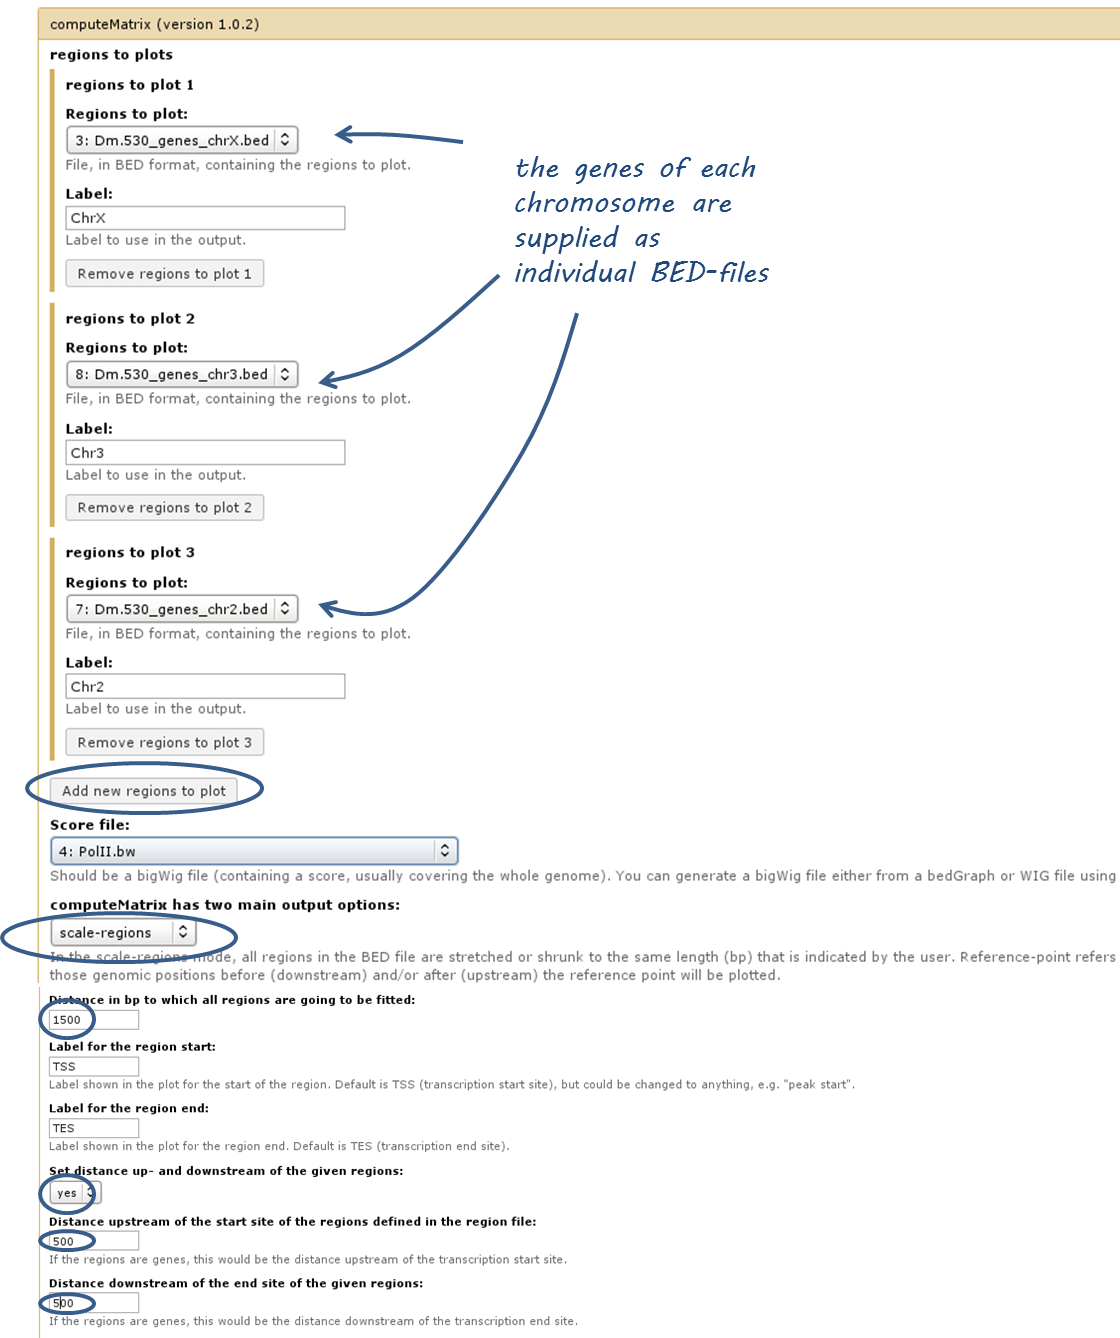 computeMatrix (version 1.0.2)
regions to plots
regions to plot 1
Regions to plot:
3: Dm.530_genes_chrX.bed
File, in BED format, containing the regions to plot.
Label:
ChrX
Label to use in the output.
Remove regions to plot 1
the genes of each
chromosome are
supplied as
individual BED-files
regions to plot 2
Regions to plot:
8: Dm.530_genes_chr3.bed
File, in BED format, containing the regions to plot.
Label:
Chr3
Label to use in the output.
Remove regions to plot 2
regions to plot 3
Regions to plot:
7: Dm.530_genes_chr2.bed
File, in BED format, containing the regions to plot.
Label:
Chr2
Label to use in the output.
Remove regions to plot 3
Add new regions to plot
Score file:
4: PolII.bw
Should be a bigWig file (containing a score, usually covering the whole genome). You can generate a bigWig file either from a bedGraph or WIG file using
computeMatrix has two main output options:
scale-regions
In the scale-regions mode, all regions in the BED file are stretched or shrunk to the same length (bp) that is indicated by the user. Reference-point refers
those genomic positions before (downstream) and/or after (upstream) the reference point will be plotted.
Distance in bp to which all regions are going to be fitted:
1500
Label for the region start:
TSS
Label shown in the plot for the start of the region. Default is TSS (transcription start site), but could be changed to anything, e.g. "peak start".
Label for the region end:
TES
Label shown in the plot for the region end. Default is TES (transcription end site).
Set distance up- and downstream of the given regions:
yes
Distance upstream of the start site of the regions defined in the region file:
500
If the regions are genes, this would be the distance upstream of the transcription start site.
Distance downstream of the end site of the given regions:
500
If the regions are genes, this would be the distance downstream of the transcription end site.